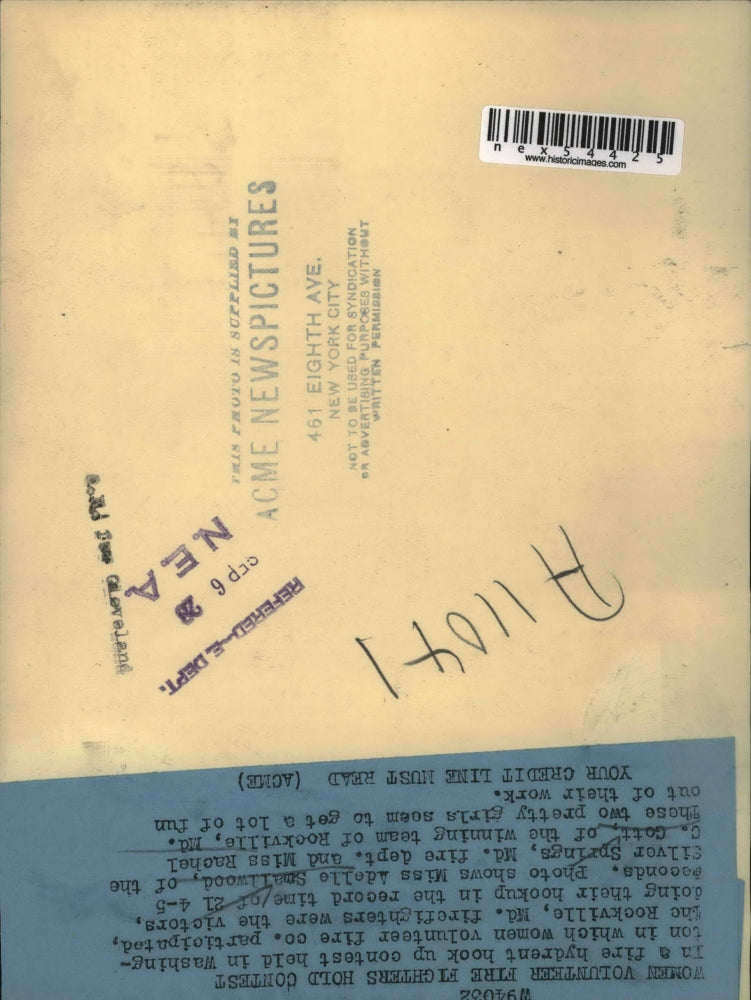 nex54425
www.historicimages.com
THIS PHOTO IS SUPPLIED BY
ACME NEWSPICTURES
461 EIGHTH AVE.
NEW YORK CITY
NOT TO BE USED FOR SYNDICATION
OR ADVERTISING PURPOSES WITHOUT
WRITTEN PERMISSION
Cleveland
N.E.A.
SEP 6
REFERED-E. DEPT.
A11041
W94052
WOMEN VOLUNTEER FIRE FIGHTERS HOLD CONTEST
In a fire hydrent hook up contest held in Washing-
ton in which women volunteer fire co. participated,
the Rockville, Md. firefighters were the victors,
doing their hookup in the record time of 21 4-5
seconds. Photo shows Miss Adelle Smallwood, of the
Silver Springs, Md. fire dept. and Miss Rachel
C. Gott, of the winning team of Rockville, Md.
These two pretty girls seem to get a lot of fun
out of their work.
YOUR CREDIT LINE MUST READ (ACME)